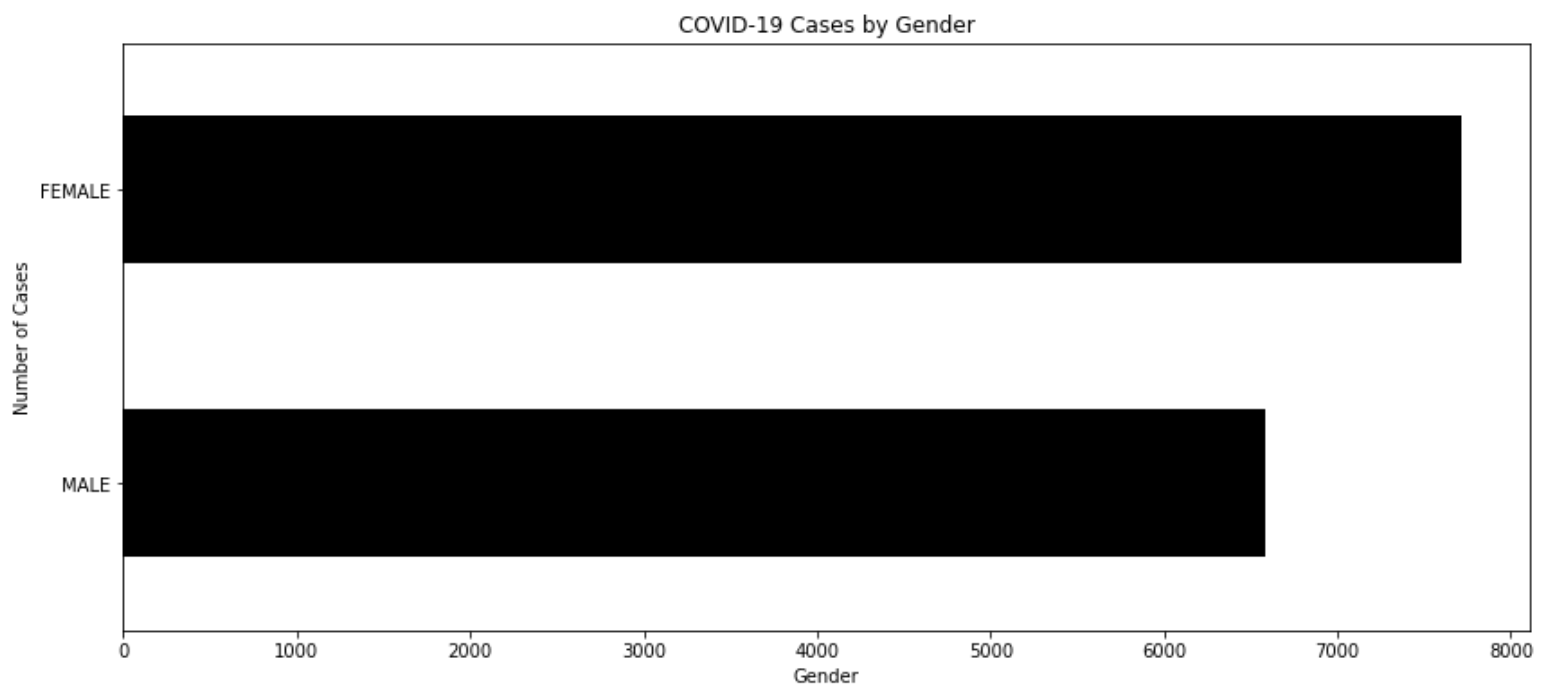 COVID-19 Cases by Gender
FEMALE
Number of Cases
MALE
0 1000 2000 3000 4000 5000 6000 7000 8000
Gender